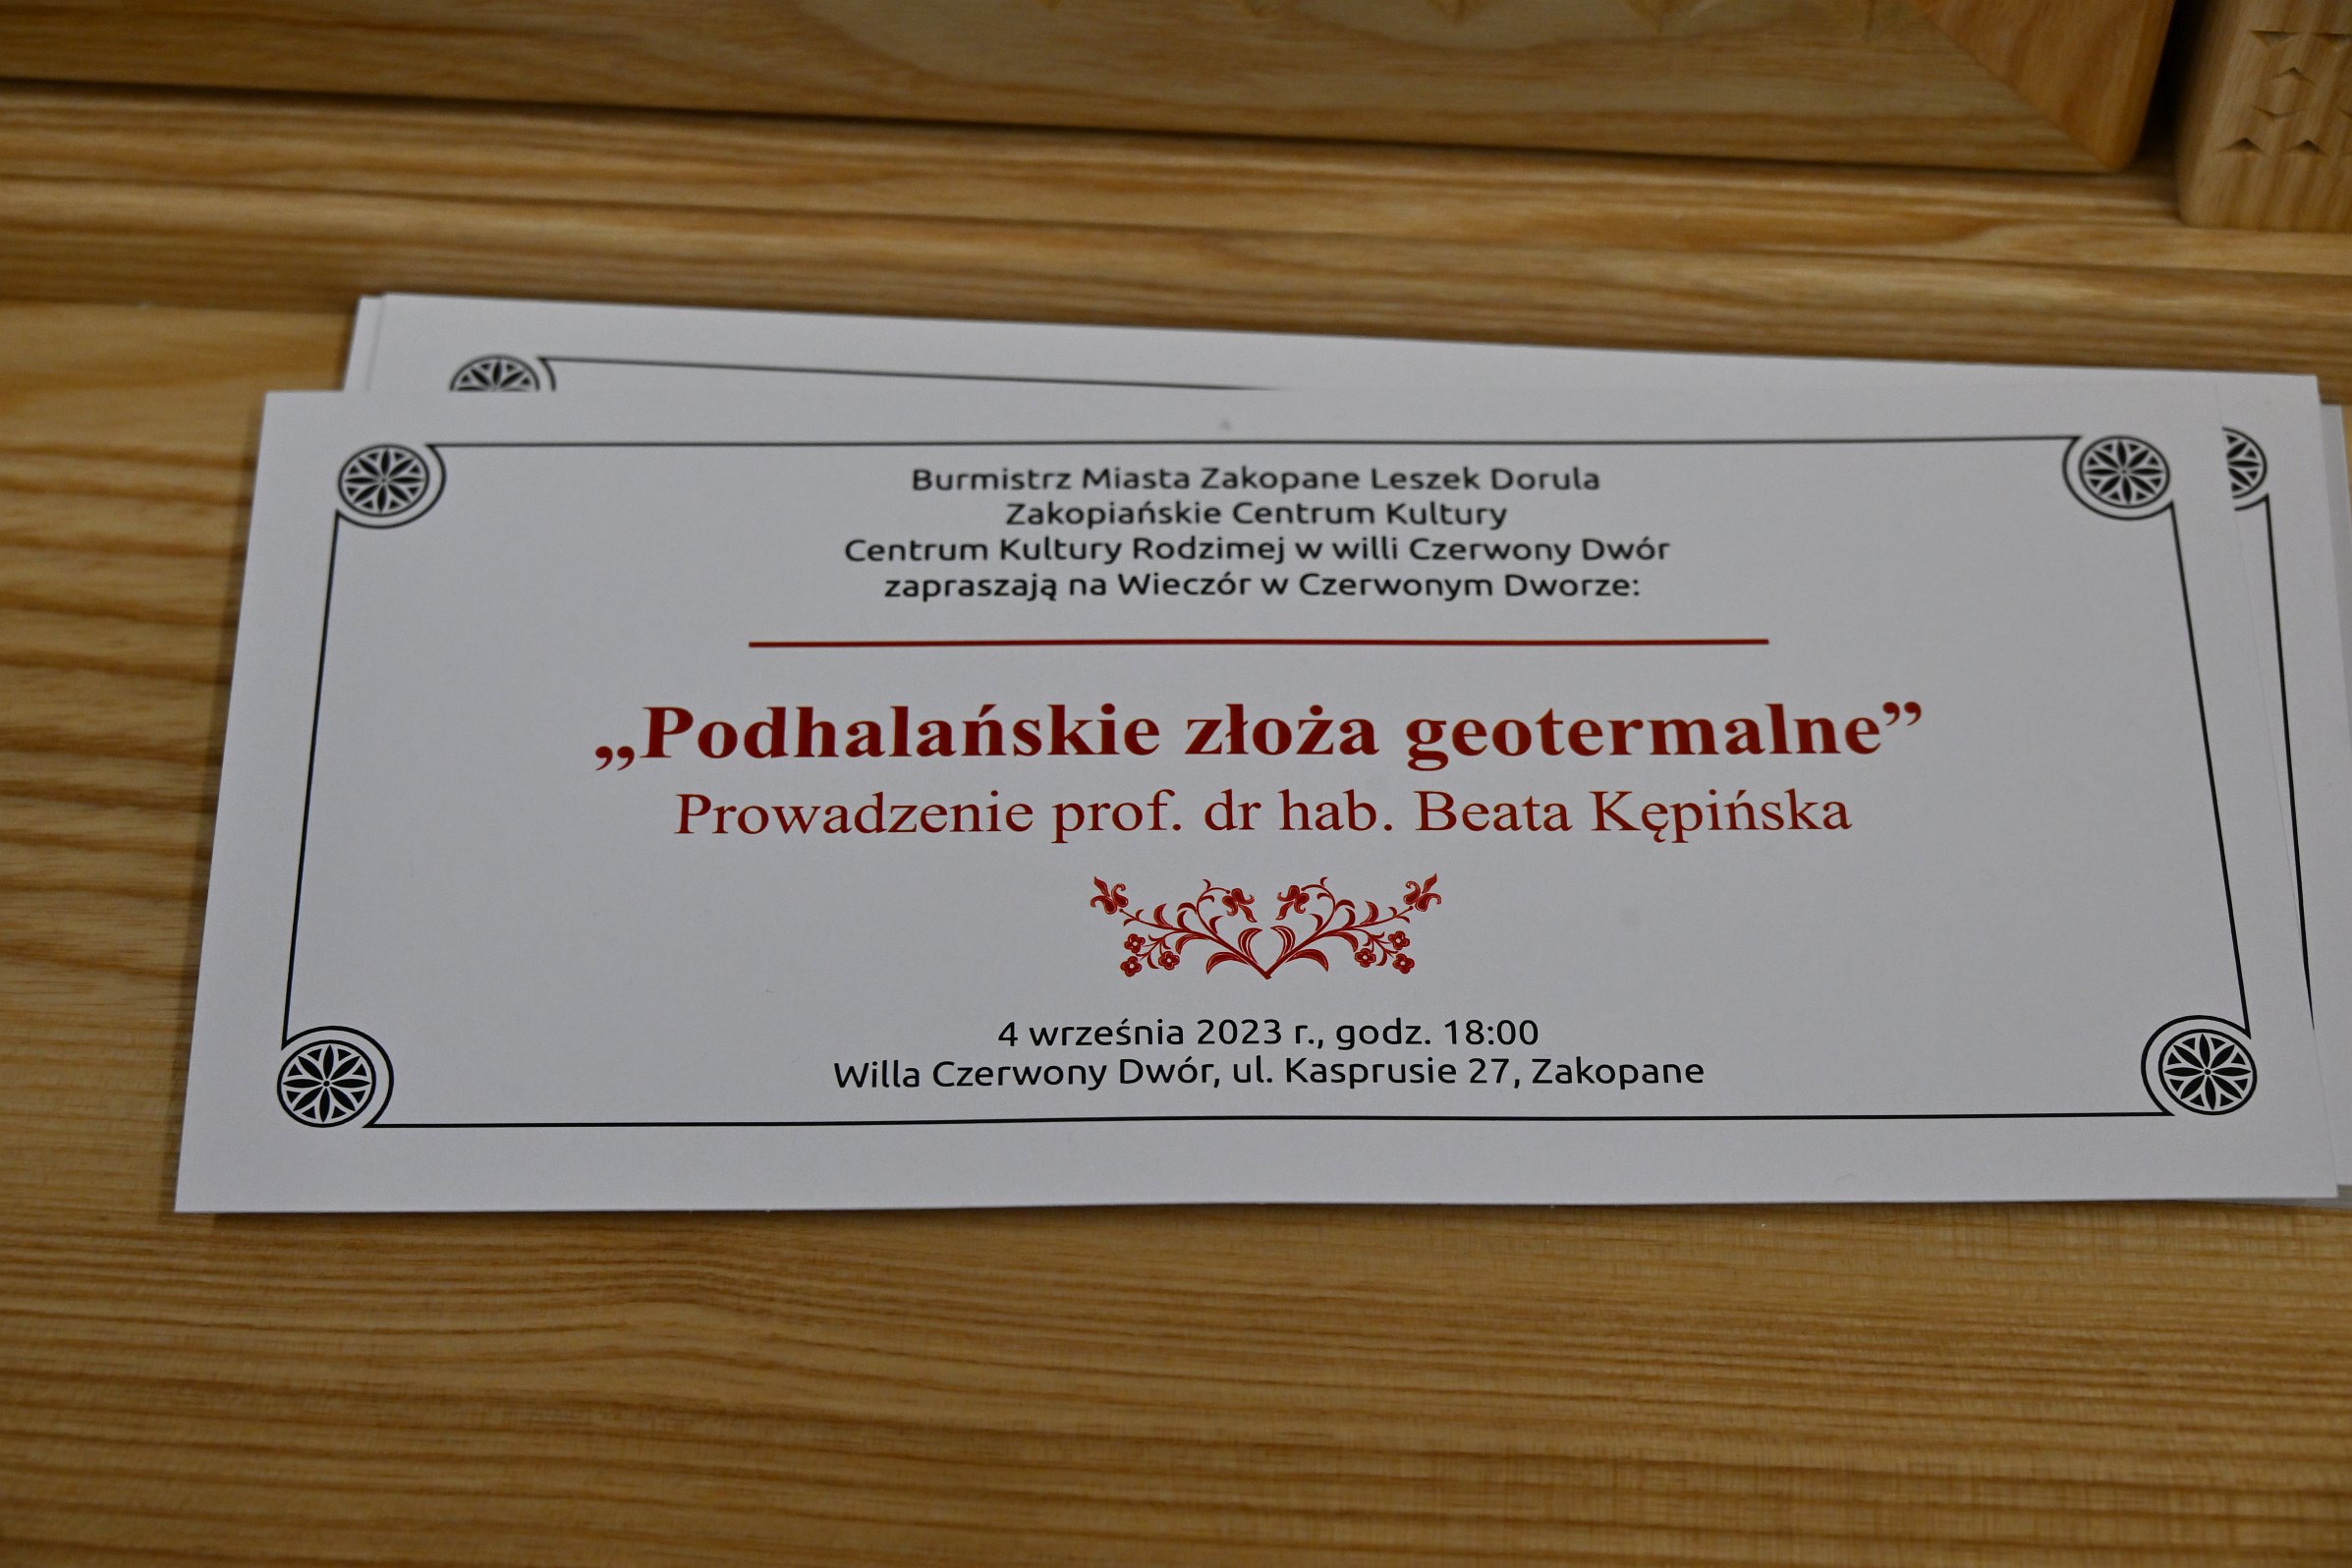 Burmistrz Miasta Zakopane Leszek Dorula
Zakopiańskie Centrum Kultury
Centrum Kultury Rodzimej w willi Czerwony Dwór
zapraszają na Wieczór w Czerwonym Dworze:
„Podhalańskie złoża geotermalne”
Prowadzenie prof. dr hab. Beata Kępińska
4 września 2023 r., godz. 18:00
Willa Czerwony Dwór, ul. Kasprusie 27, Zakopane